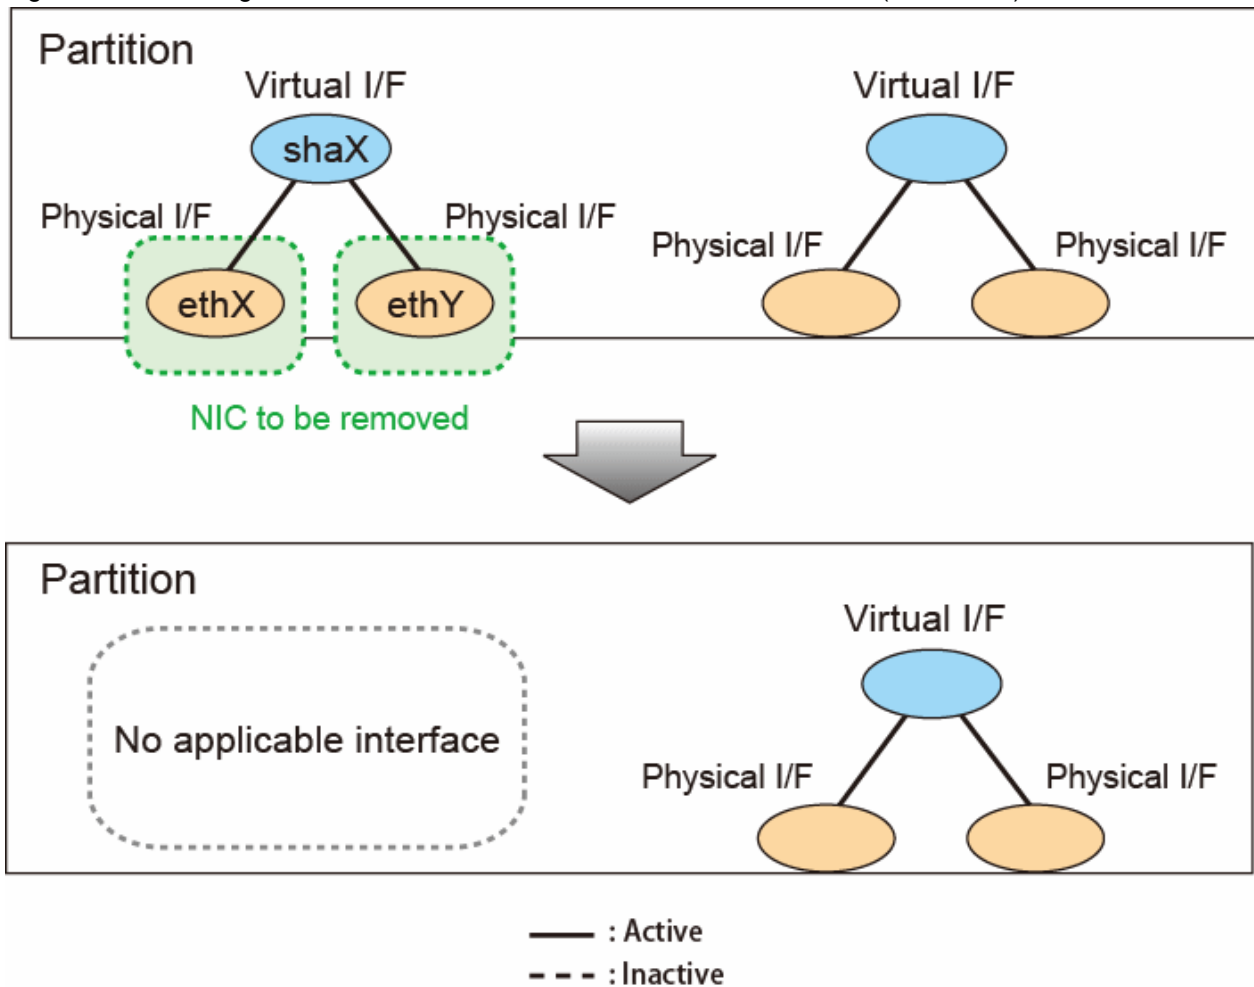 Partition
Virtual I/F
Virtual I/F
shaX
Physical I/F
Physical I/F
Physical I/F
Physical I/F
ethX
ethY
NIC to be removed
Partition
Virtual I/F
No applicable interface
Physical I/F
Physical I/F
: Active
: Inactive